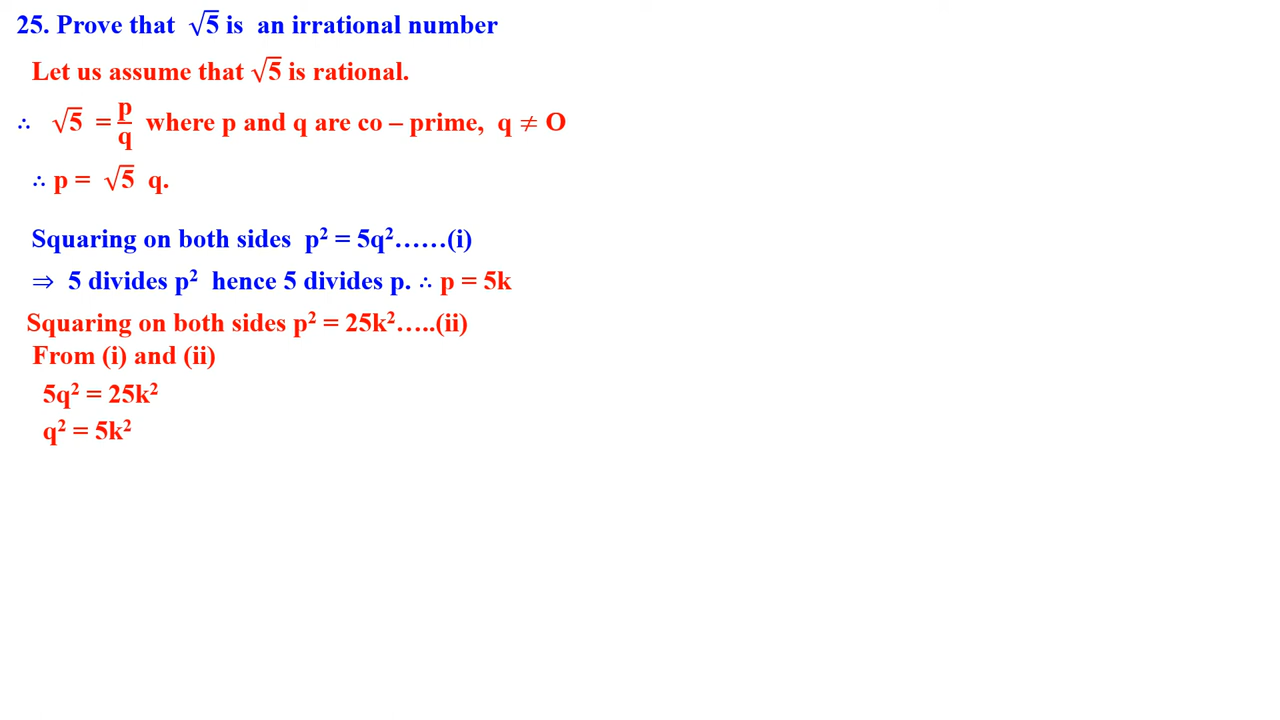 25. Prove that √5 is an irrational number
Let us assume that √5 is rational.
∴ √5 = p/q where p and q are co – prime, q ≠ O
∴ p = √5 q.
Squaring on both sides p² = 5q²……(i)
⇒ 5 divides p² hence 5 divides p. ∴ p = 5k
Squaring on both sides p² = 25k²…..(ii)
From (i) and (ii)
5q² = 25k²
q² = 5k²